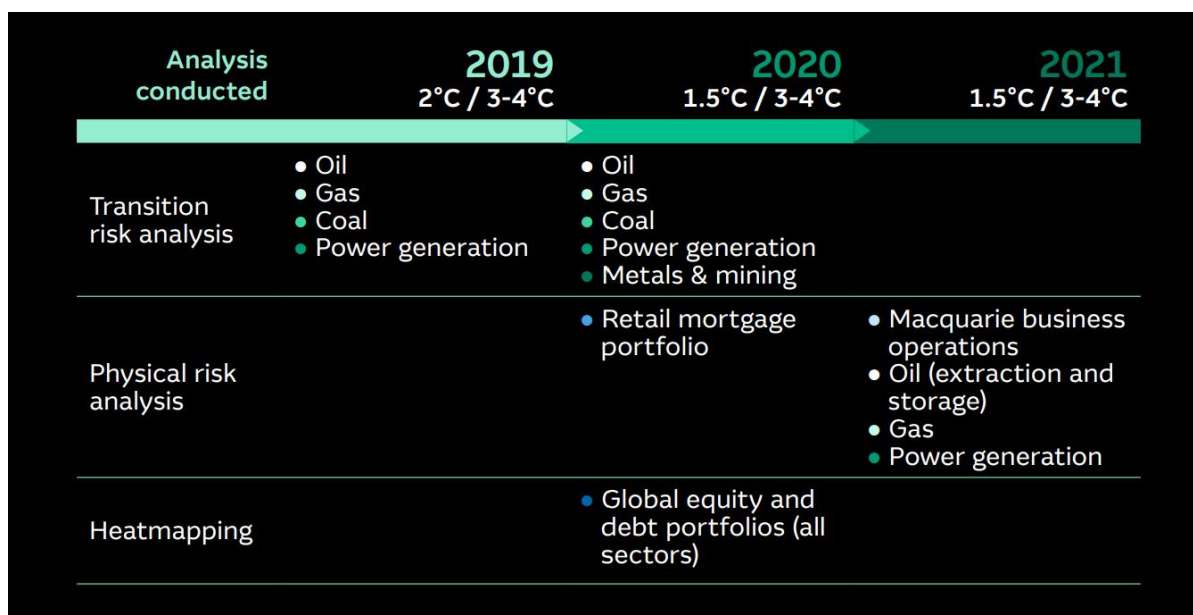 Analysis
conducted
2019
2°C / 3-4°C
2020
1.5°C / 3-4°C
2021
1.5°C / 3-4°C
Transition
risk analysis
• Oil
• Gas
• Coal
• Power generation
• Oil
• Gas
• Coal
• Power generation
• Metals & mining
Physical risk
analysis
• Retail mortgage
portfolio
• Macquarie business
operations
• Oil (extraction and
storage)
• Gas
• Power generation
Heatmapping
• Global equity and
debt portfolios (all
sectors)